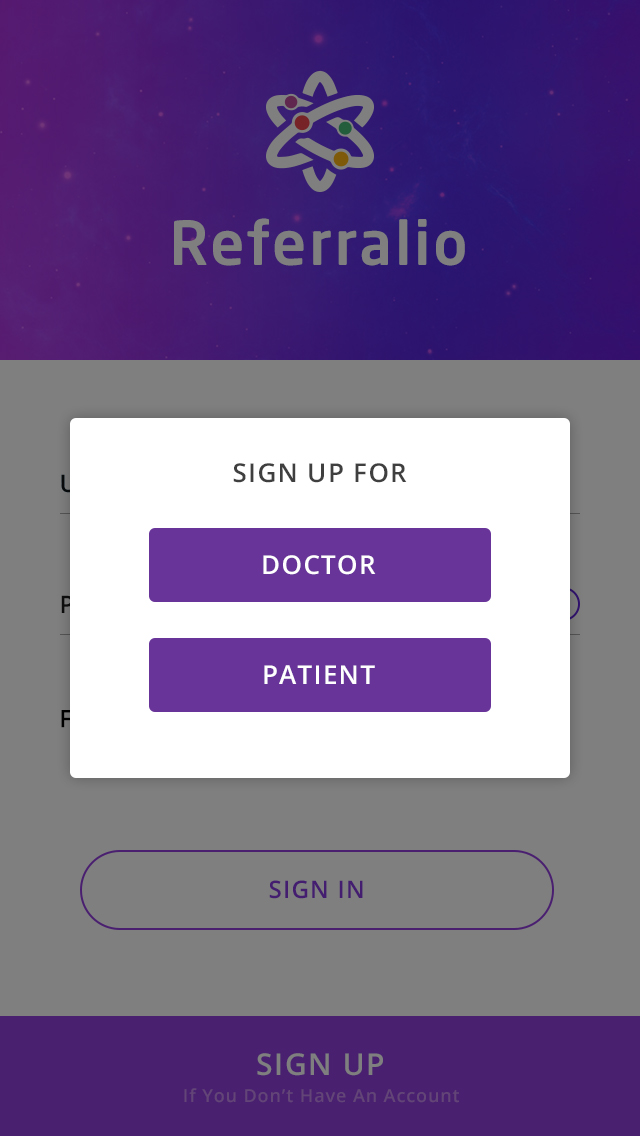 Referralio
SIGN UP FOR
DOCTOR
PATIENT
SIGN IN
SIGN UP
If You Don’t Have An Account